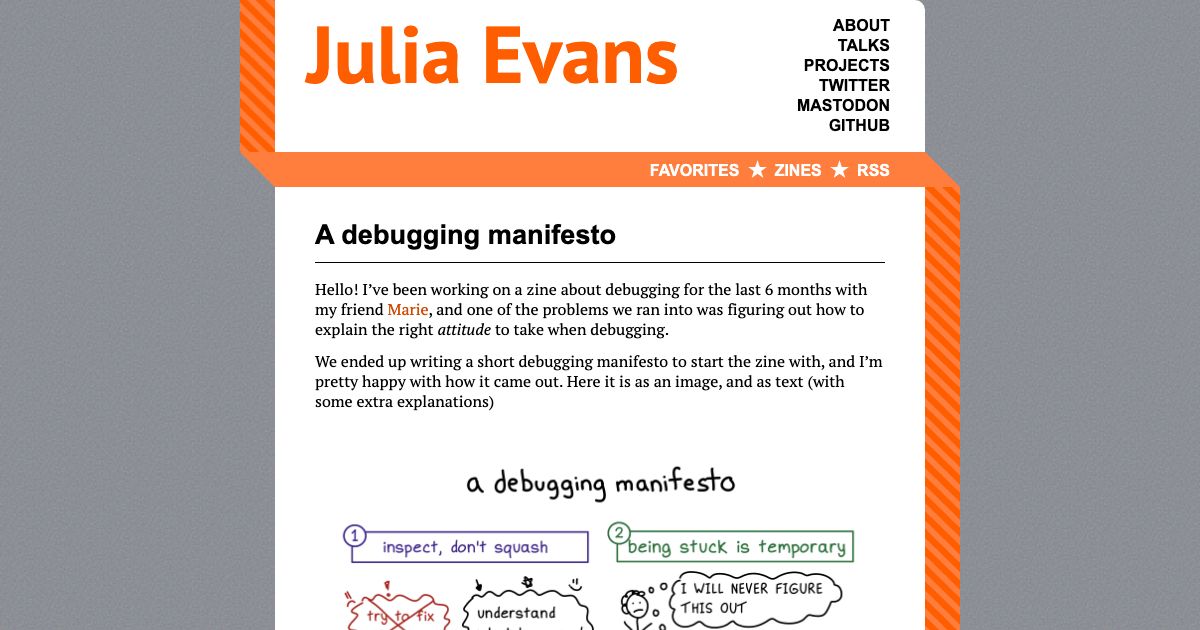 Julia Evans
ABOUT
TALKS
PROJECTS
TWITTER
MASTODON
GITHUB
FAVORITES ★ ZINES ★ RSS
A debugging manifesto
Hello! I’ve been working on a zine about debugging for the last 6 months with
my friend Marie, and one of the problems we ran into was figuring out how to
explain the right attitude to take when debugging.
We ended up writing a short debugging manifesto to start the zine with, and I’m
pretty happy with how it came out. Here it is as an image, and as text (with
some extra explanations)
a debugging manifesto
1 inspect, don't squash
2 being stuck is temporary
try to fix
understand
I WILL NEVER FIGURE
THIS OUT